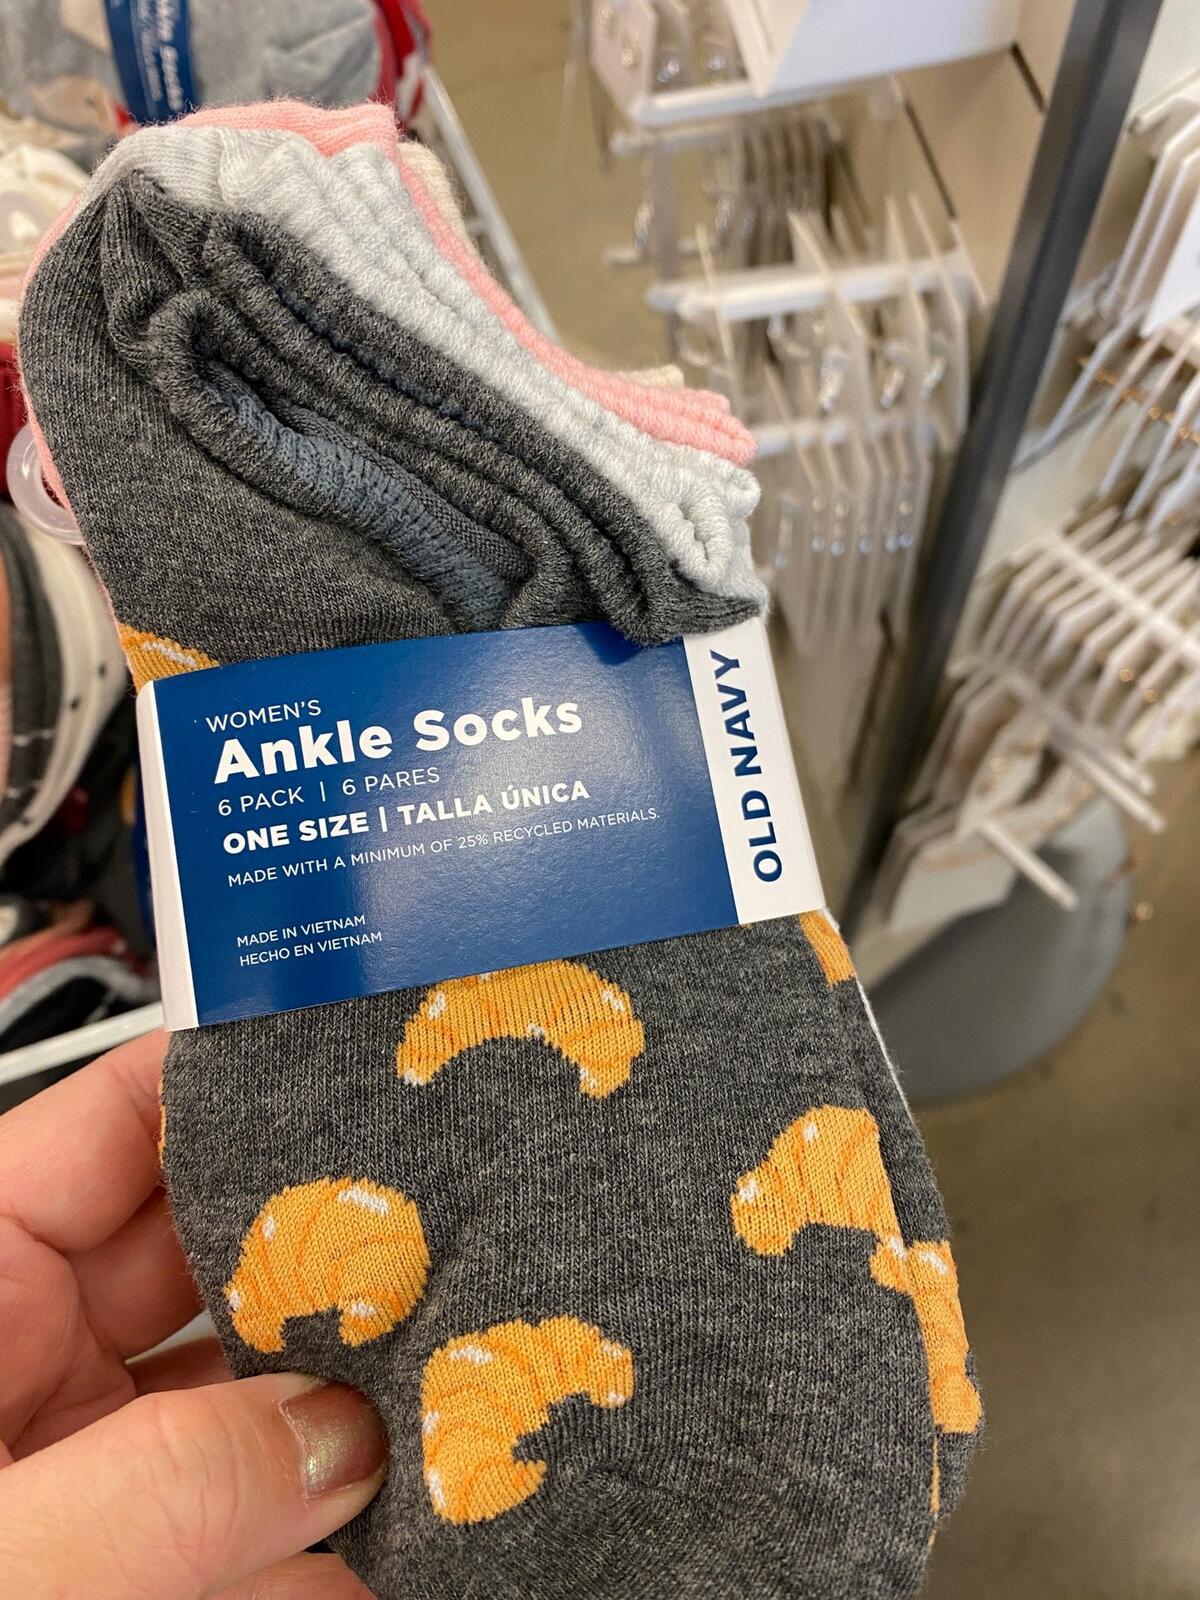 WOMEN'S
Ankle Socks
6 PACK | 6 PARES
ONE SIZE | TALLA ÚNICA
MADE WITH A MINIMUM OF 25% RECYCLED MATERIALS.
MADE IN VIETNAM
HECHO EN VIETNAM
OLD NAVY
Socks